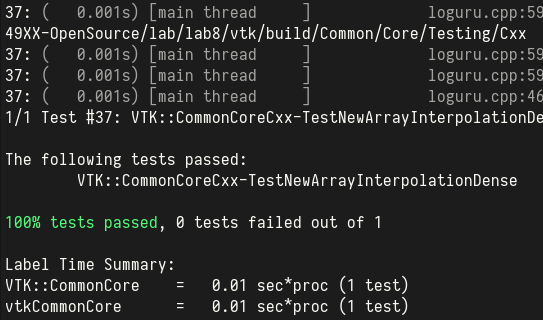 37: (   0.001s) [main thread     ]             loguru.cpp:59
49XX-OpenSource/lab/lab8/vtk/build/Common/Core/Testing/Cxx
37: (   0.001s) [main thread     ]             loguru.cpp:59
37: (   0.001s) [main thread     ]             loguru.cpp:59
37: (   0.001s) [main thread     ]             loguru.cpp:46
1/1 Test #37: VTK::CommonCoreCxx-TestNewArrayInterpolationDe
The following tests passed:
        VTK::CommonCoreCxx-TestNewArrayInterpolationDense
100% tests passed, 0 tests failed out of 1
Label Time Summary:
VTK::CommonCore    =   0.01 sec*proc (1 test)
vtkCommonCore      =   0.01 sec*proc (1 test)